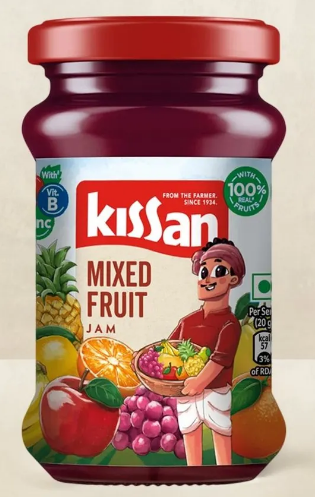 With*
Vit.
B
nc
FROM THE FARMER.
SINCE 1934.
WITH
100%
REAL*
FRUITS
kissan
MIXED
FRUIT
JAM
Per Se
(20 g
kcal
57
3%
of RDA